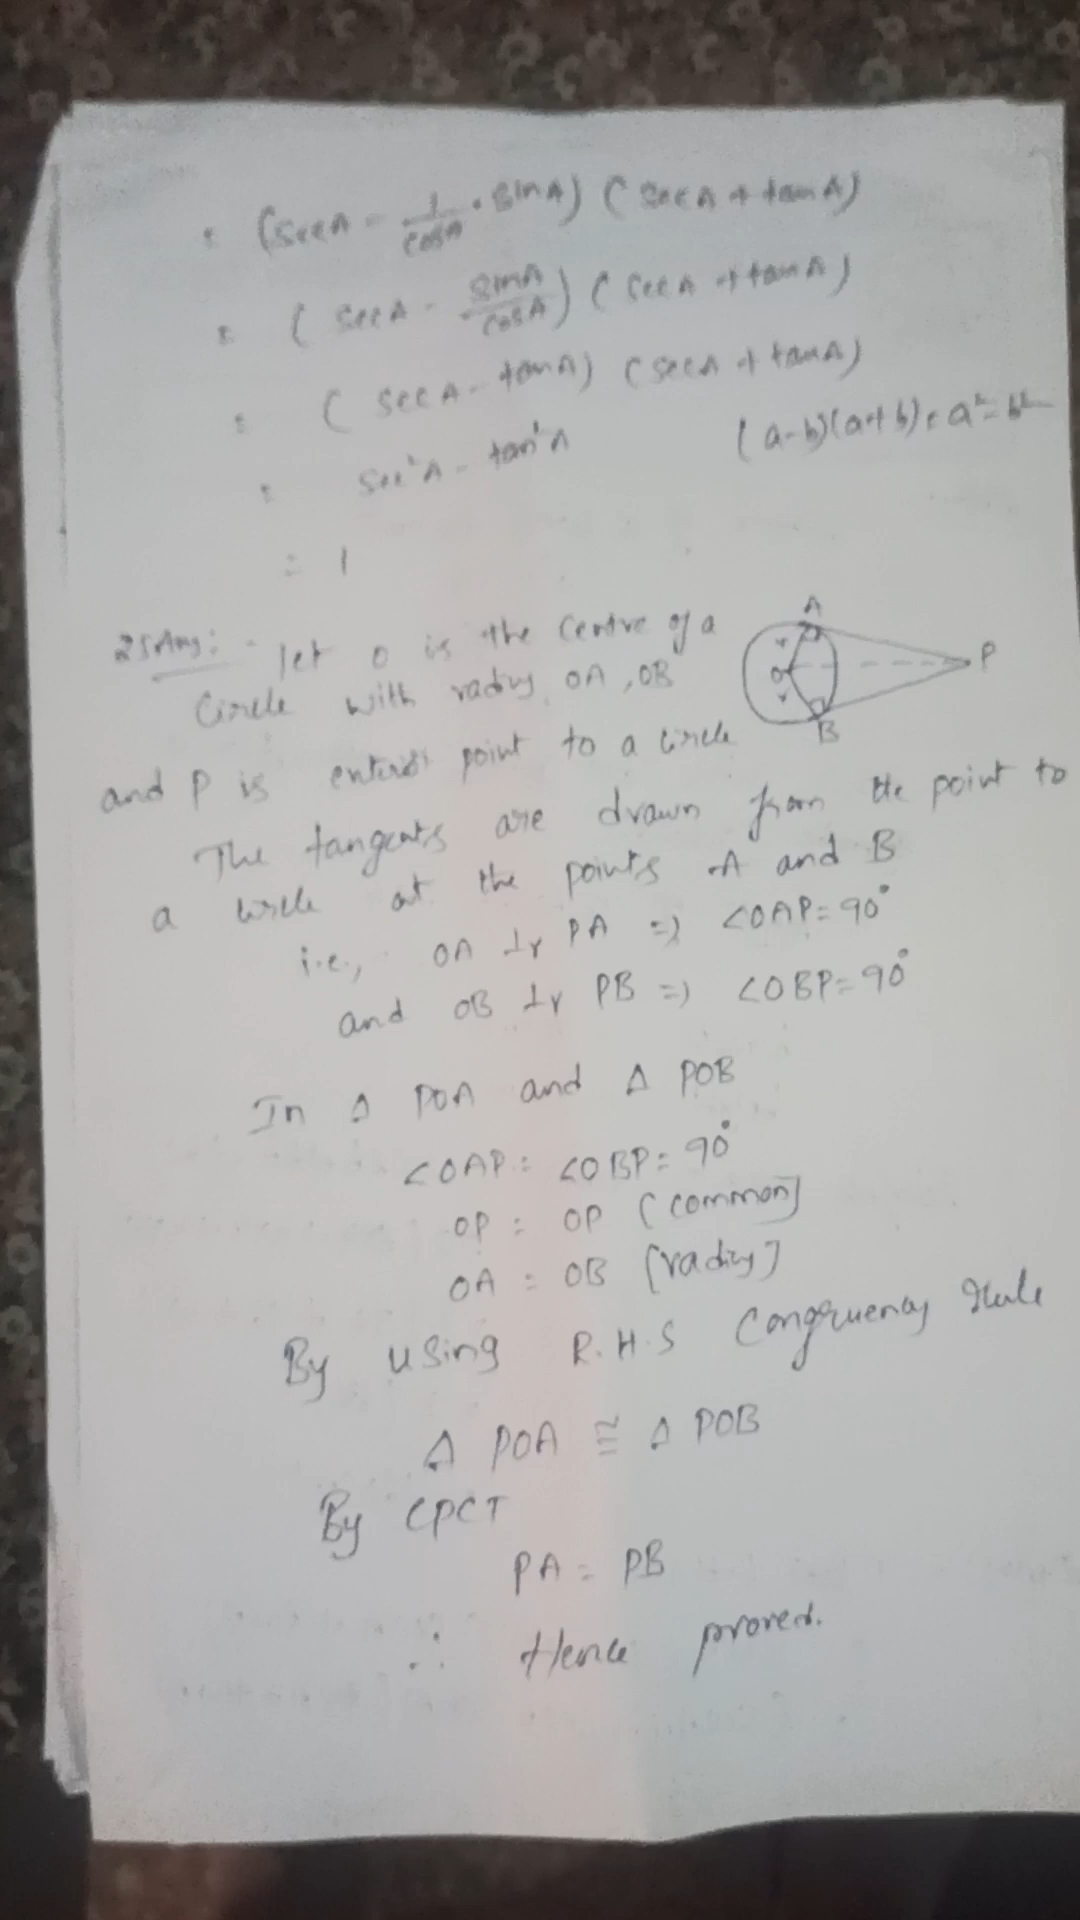 = (secA - 1/cosA · sinA) (secA + tanA)
= (secA - sinA/cosA) (secA + tanA)
= (secA - tanA) (secA + tanA)
= sec²A - tan²A (a-b)(a+b) = a² - b²
= 1
25Ans: - let o is the centre of a
Circle with radius, OA, OB
A
r
O
r
B
P
and P is point to a circle
The tangents are drawn from the point to
a circle at the points A and B
i.e., OA ⊥r PA => ∠OAP = 90°
and OB ⊥r PB => ∠OBP = 90°
In Δ POA and Δ POB
∠OAP = ∠OBP = 90°
OP = OP (common]
OA = OB [radius]
By using R.H.S Congruency rule
Δ POA ≅ Δ POB
By CPCT
PA = PB
∴ Hence proved.